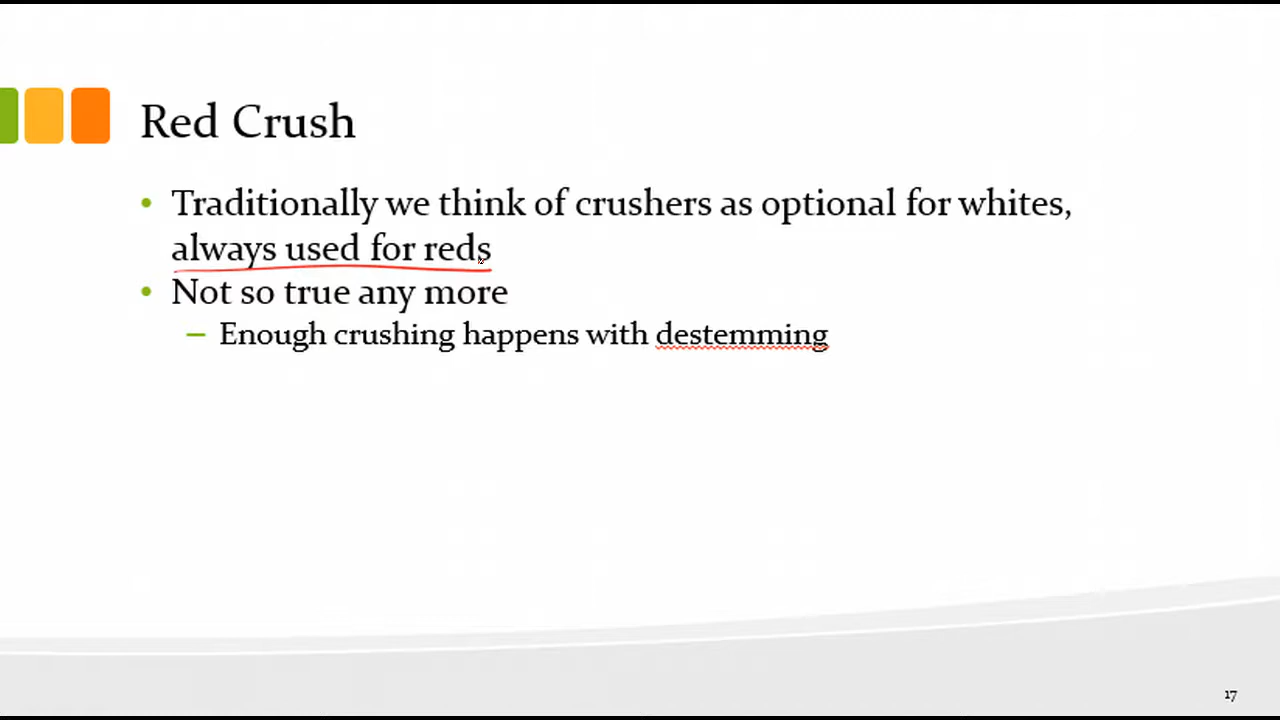 Red Crush
• Traditionally we think of crushers as optional for whites,
always used for reds
• Not so true any more
– Enough crushing happens with destemming
17